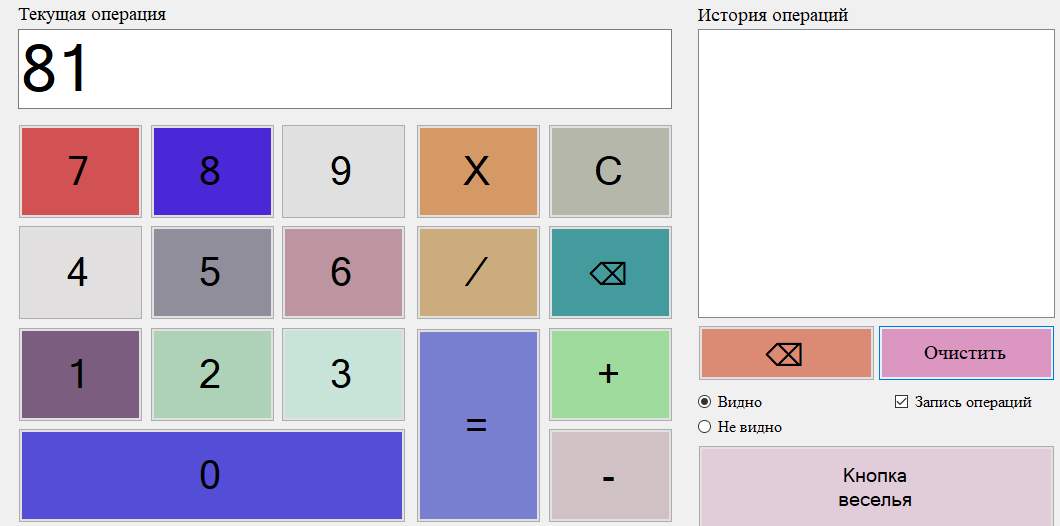 Текущая операция
81
7 8 9 X C
4 5 6 / ⌫
1 2 3 +
=
0 -
История операций
⌫ Очистить
Видно
Запись операций
Не видно
Кнопка
веселья